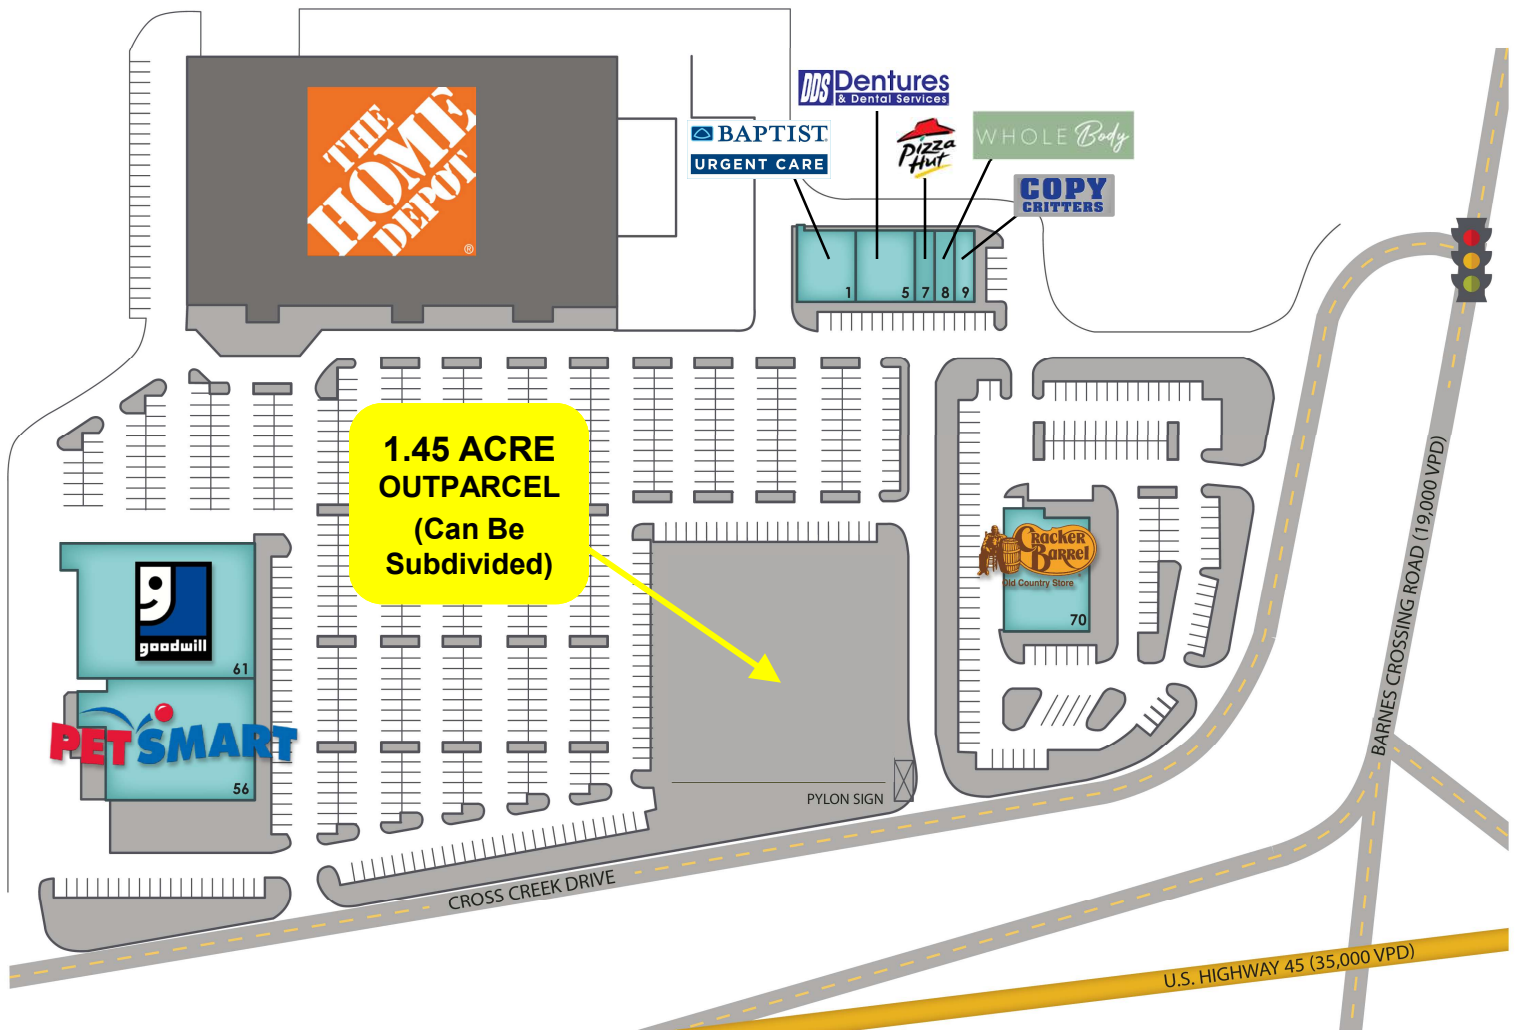 THE
HOME
DEPOT
®
DDS Dentures
& Dental Services
BAPTIST
URGENT CARE
Pizza
Hut
WHOLE Body
COPY
CRITTERS
1
5
7
8
9
1.45 ACRE
OUTPARCEL
(Can Be
Subdivided)
Cracker
Barrel
Old Country Store
70
goodwill
61
PETSMART
56
PYLON SIGN
CROSS CREEK DRIVE
BARNES CROSSING ROAD (19,000 VPD)
U.S. HIGHWAY 45 (35,000 VPD)